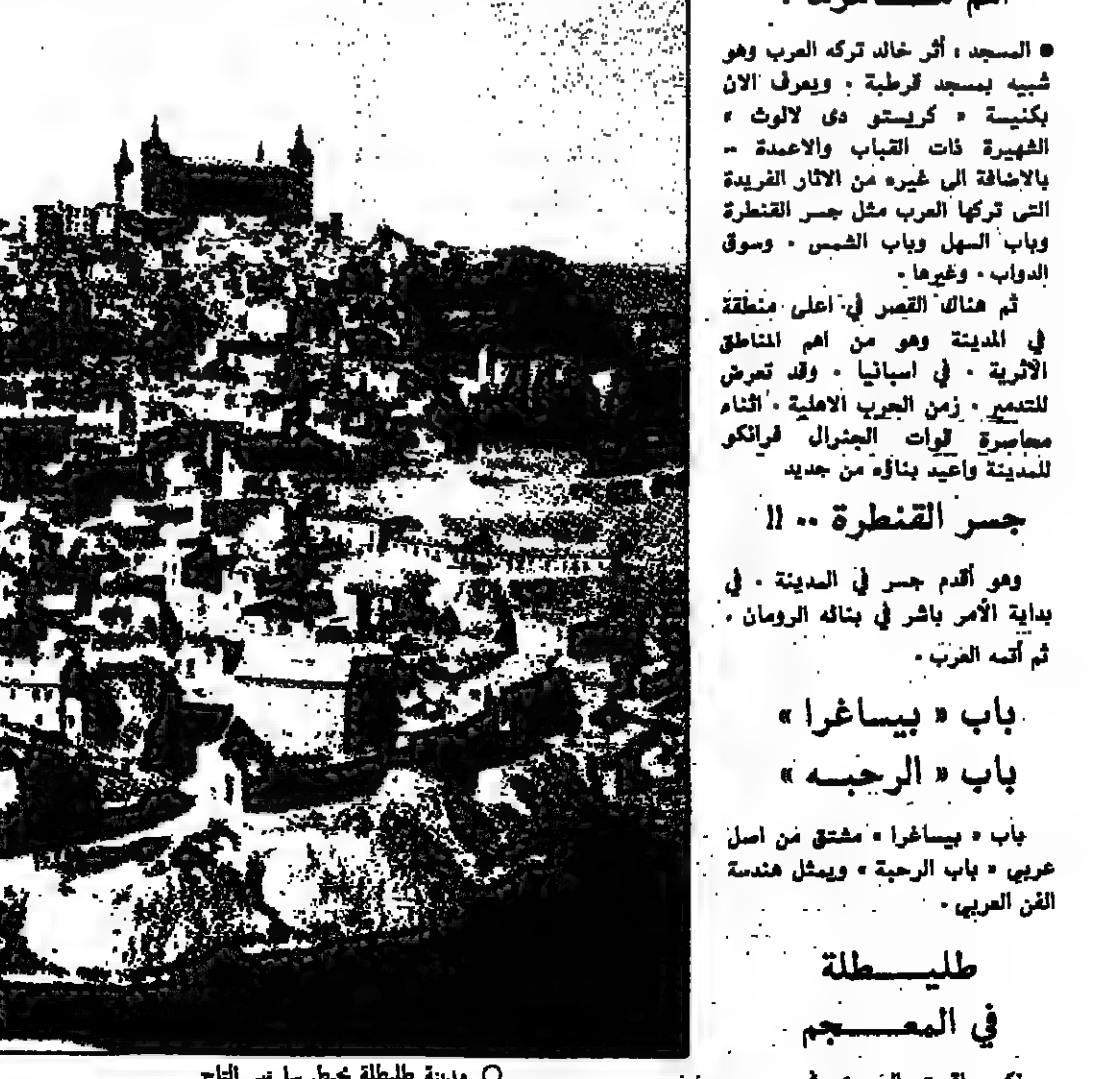 ● المسجد : أثر خالد تركه العرب وهو
شبيه بمسجد قرطبة . ويعرف الان
بكنيسة « كريستو دى لالوث »
الشهيرة ذات القباب والاعمدة ..
بالاضافة الى غيره من الاثار الفريدة
التى تركها العرب مثل جسر القنطرة
وباب السهل وباب الشمس . وسوق
الدواب . وغيرها .
ثم هناك القصر في اعلى منطقة
في المدينة وهو من اهم المناطق
الأثرية . في اسبانيا . وقد تعرض
للتدمير . زمن الحرب الاهلية . اثناء
محاصرة قوات الجنرال فرانكو
للمدينة واعيد بناؤه من جديد
جسر القنطرة .. !!
وهو أقدم جسر في المدينة . في
بداية الأمر باشر في بنائه الرومان .
ثم أتمه العرب .
باب « بيساغرا »
باب « الرحبـه »
باب « بيساغرا » مشتق من اصل
عربي « باب الرحبة » ويمثل هندسة
الفن العربي .
طليـــطلة
في المعـــجم
○ مدينة طليطلة